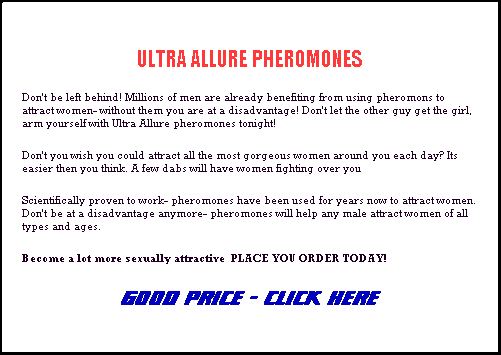 ULTRA ALLURE PHEROMONES
Don't be left behind! Millions of men are already benefiting from using pheromons to
attract women- without them you are at a disadvantage! Don't let the other guy get the girl,
arm yourself with Ultra Allure pheromones tonight!
Don't you wish you could attract all the most gorgeous women around you each day? Its
easier then you think. A few dabs will have women fighting over you
Scientifically proven to work- pheromones have been used for years now to attract women.
Don't be at a disadvantage anymore- pheromones will help any male attract women of all
types and ages.
Become a lot more sexually attractive PLACE YOU ORDER TODAY!
GOOD PRICE - CLICK HERE